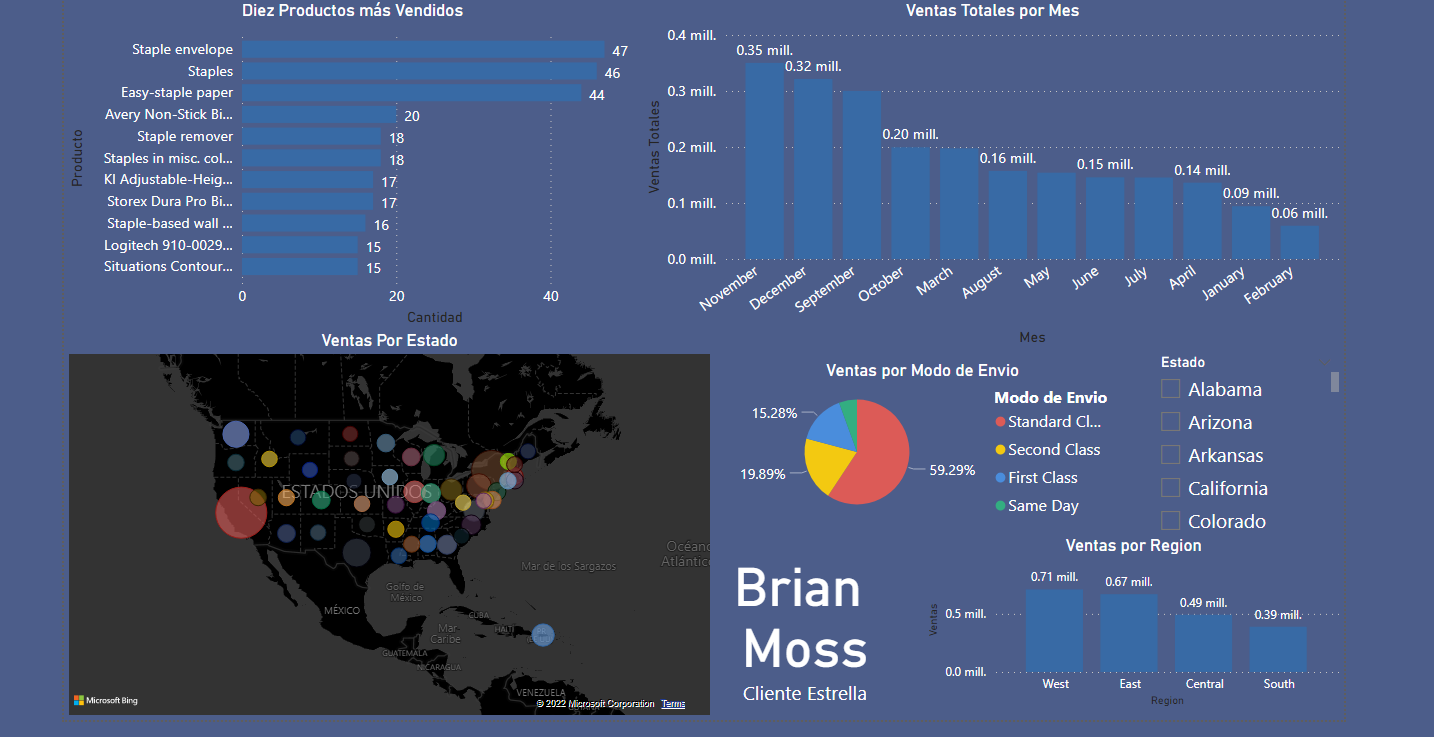 Diez Productos más Vendidos
Producto
Staple envelope 47
Staples 46
Easy-staple paper 44
Avery Non-Stick Bi... 20
Staple remover 18
Staples in misc. col... 18
KI Adjustable-Heig... 17
Storex Dura Pro Bi... 17
Staple-based wall ... 16
Logitech 910-0029... 15
Situations Contour... 15
0 20 40
Cantidad
Ventas Totales por Mes
Ventas Totales
0.4 mill.
0.3 mill.
0.2 mill.
0.1 mill.
0.0 mill.
0.35 mill.
0.32 mill.
0.20 mill.
0.16 mill.
0.15 mill.
0.14 mill.
0.09 mill.
0.06 mill.
November December September October March August May June July April January February
Mes
Ventas Por Estado
ESTADOS UNIDOS
Océano
Atlántico
Mar de los Sargazos
Golfo de
México
MÉXICO
CUBA
HAITÍ
Mar
Caribe
GUATEMALA
NICARAGUA
VENEZUELA
Microsoft Bing
© 2022 Microsoft Corporation Terms
Ventas por Modo de Envio
15.28%
19.89%
59.29%
Modo de Envio
Standard Cl...
Second Class
First Class
Same Day
Estado
Alabama
Arizona
Arkansas
California
Colorado
Brian
Moss
Cliente Estrella
Ventas por Region
Ventas
0.5 mill.
0.0 mill.
0.71 mill.
0.67 mill.
0.49 mill.
0.39 mill.
West East Central South
Region